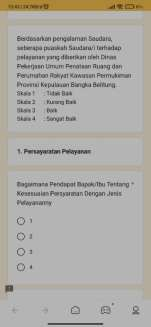 Berdasarkan pengalaman Saudara,
seberapa puaskah Saudara/i terhadap
pelayanan yang diberikan oleh Dinas
Pekerjaan Umum Penataan Ruang dan
Perumahan Rakyat Kawasan Permukiman
Provinsi Kepulauan Bangka Belitung.
Skala 1 : Tidak Baik
Skala 2 : Kurang Baik
Skala 3 : Baik
Skala 4 : Sangat Baik
1. Persyaratan Pelayanan
Bagaimana Pendapat Bapak/Ibu Tentang *
Kesesuaian Persyaratan Dengan Jenis
Pelayananny
1
2
3
4